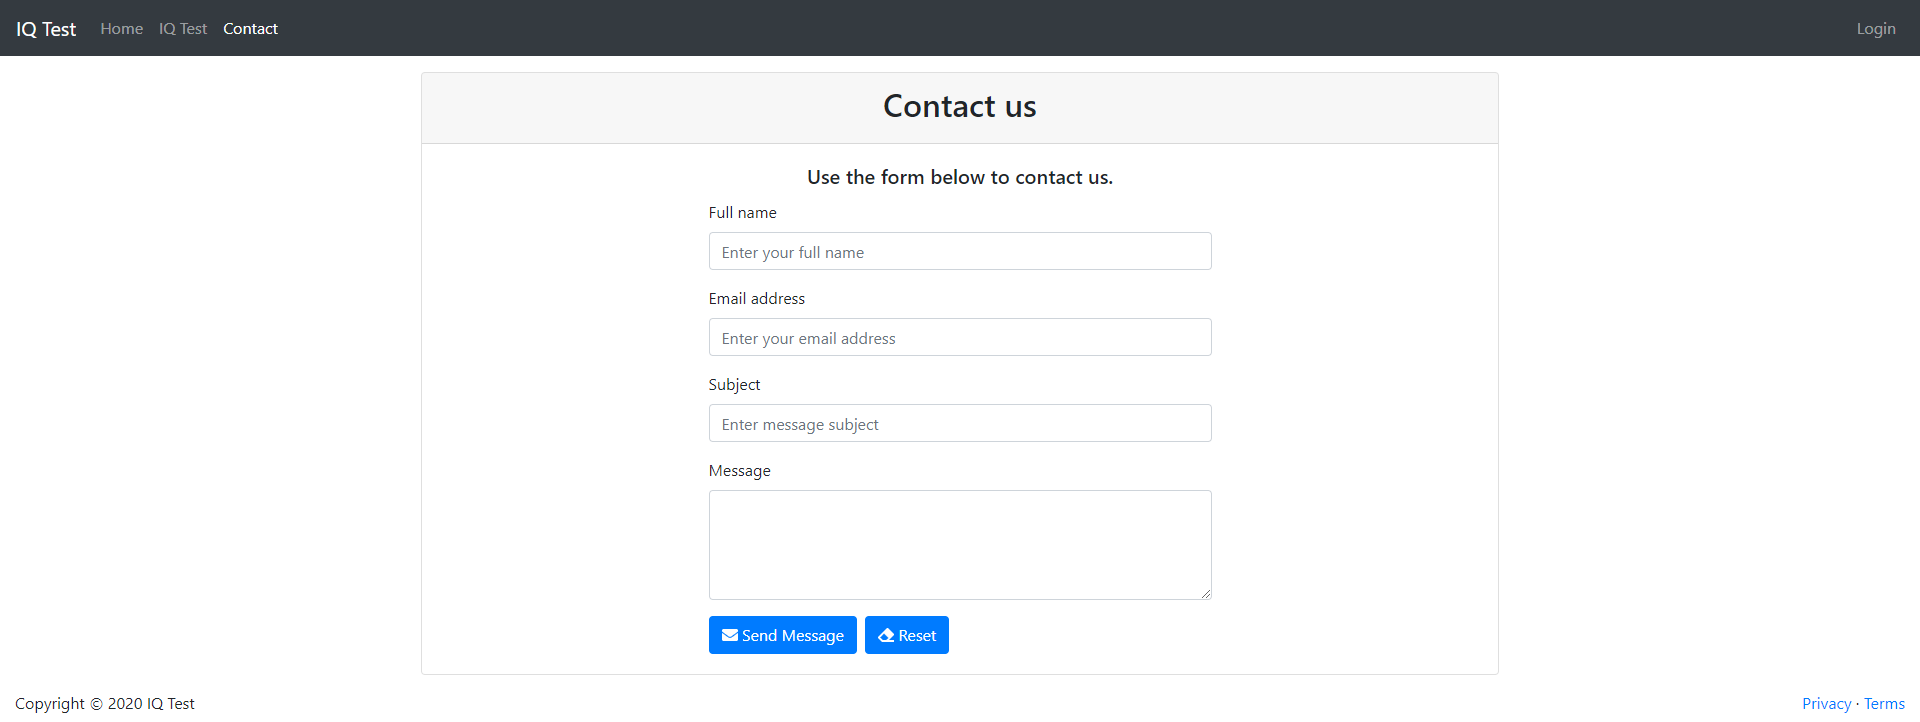 IQ Test Home IQ Test Contact Login
Contact us
Use the form below to contact us.
Full name
Enter your full name
Email address
Enter your email address
Subject
Enter message subject
Message
Send Message Reset
Copyright © 2020 IQ Test Privacy · Terms